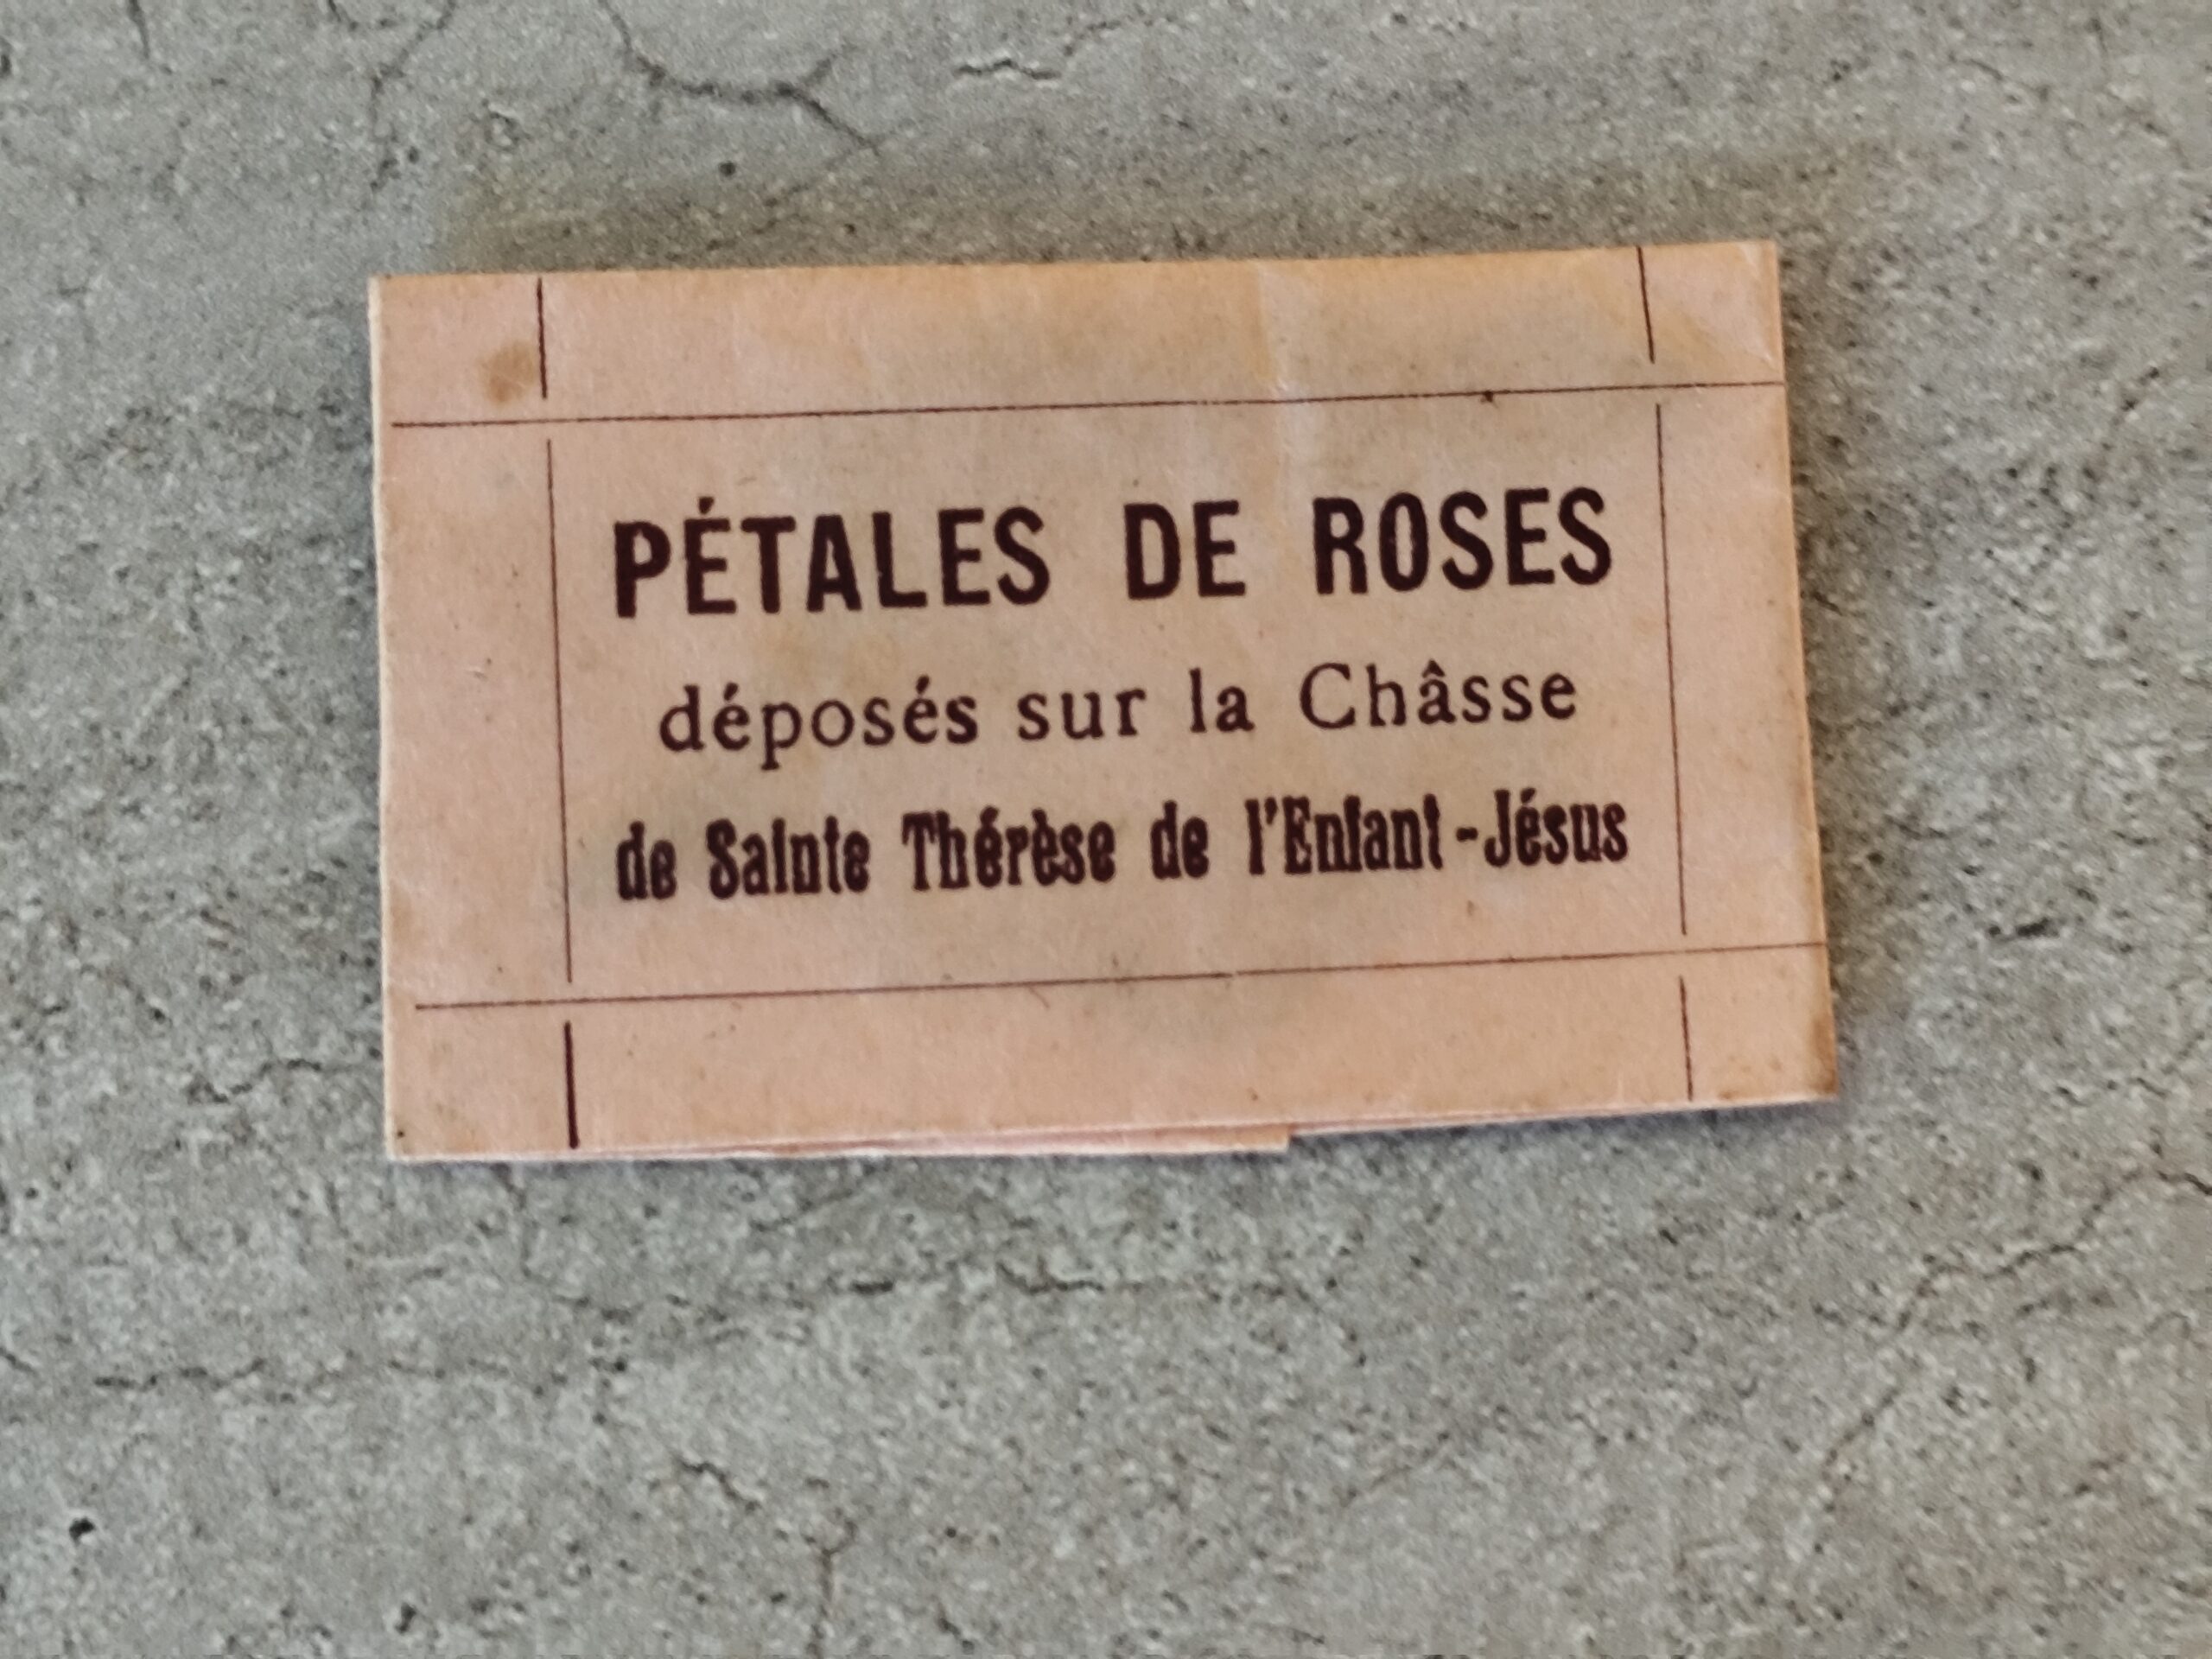 PÉTALES DE ROSES
déposés sur la Châsse
de Sainte Thérèse de l'Enfant-Jésus